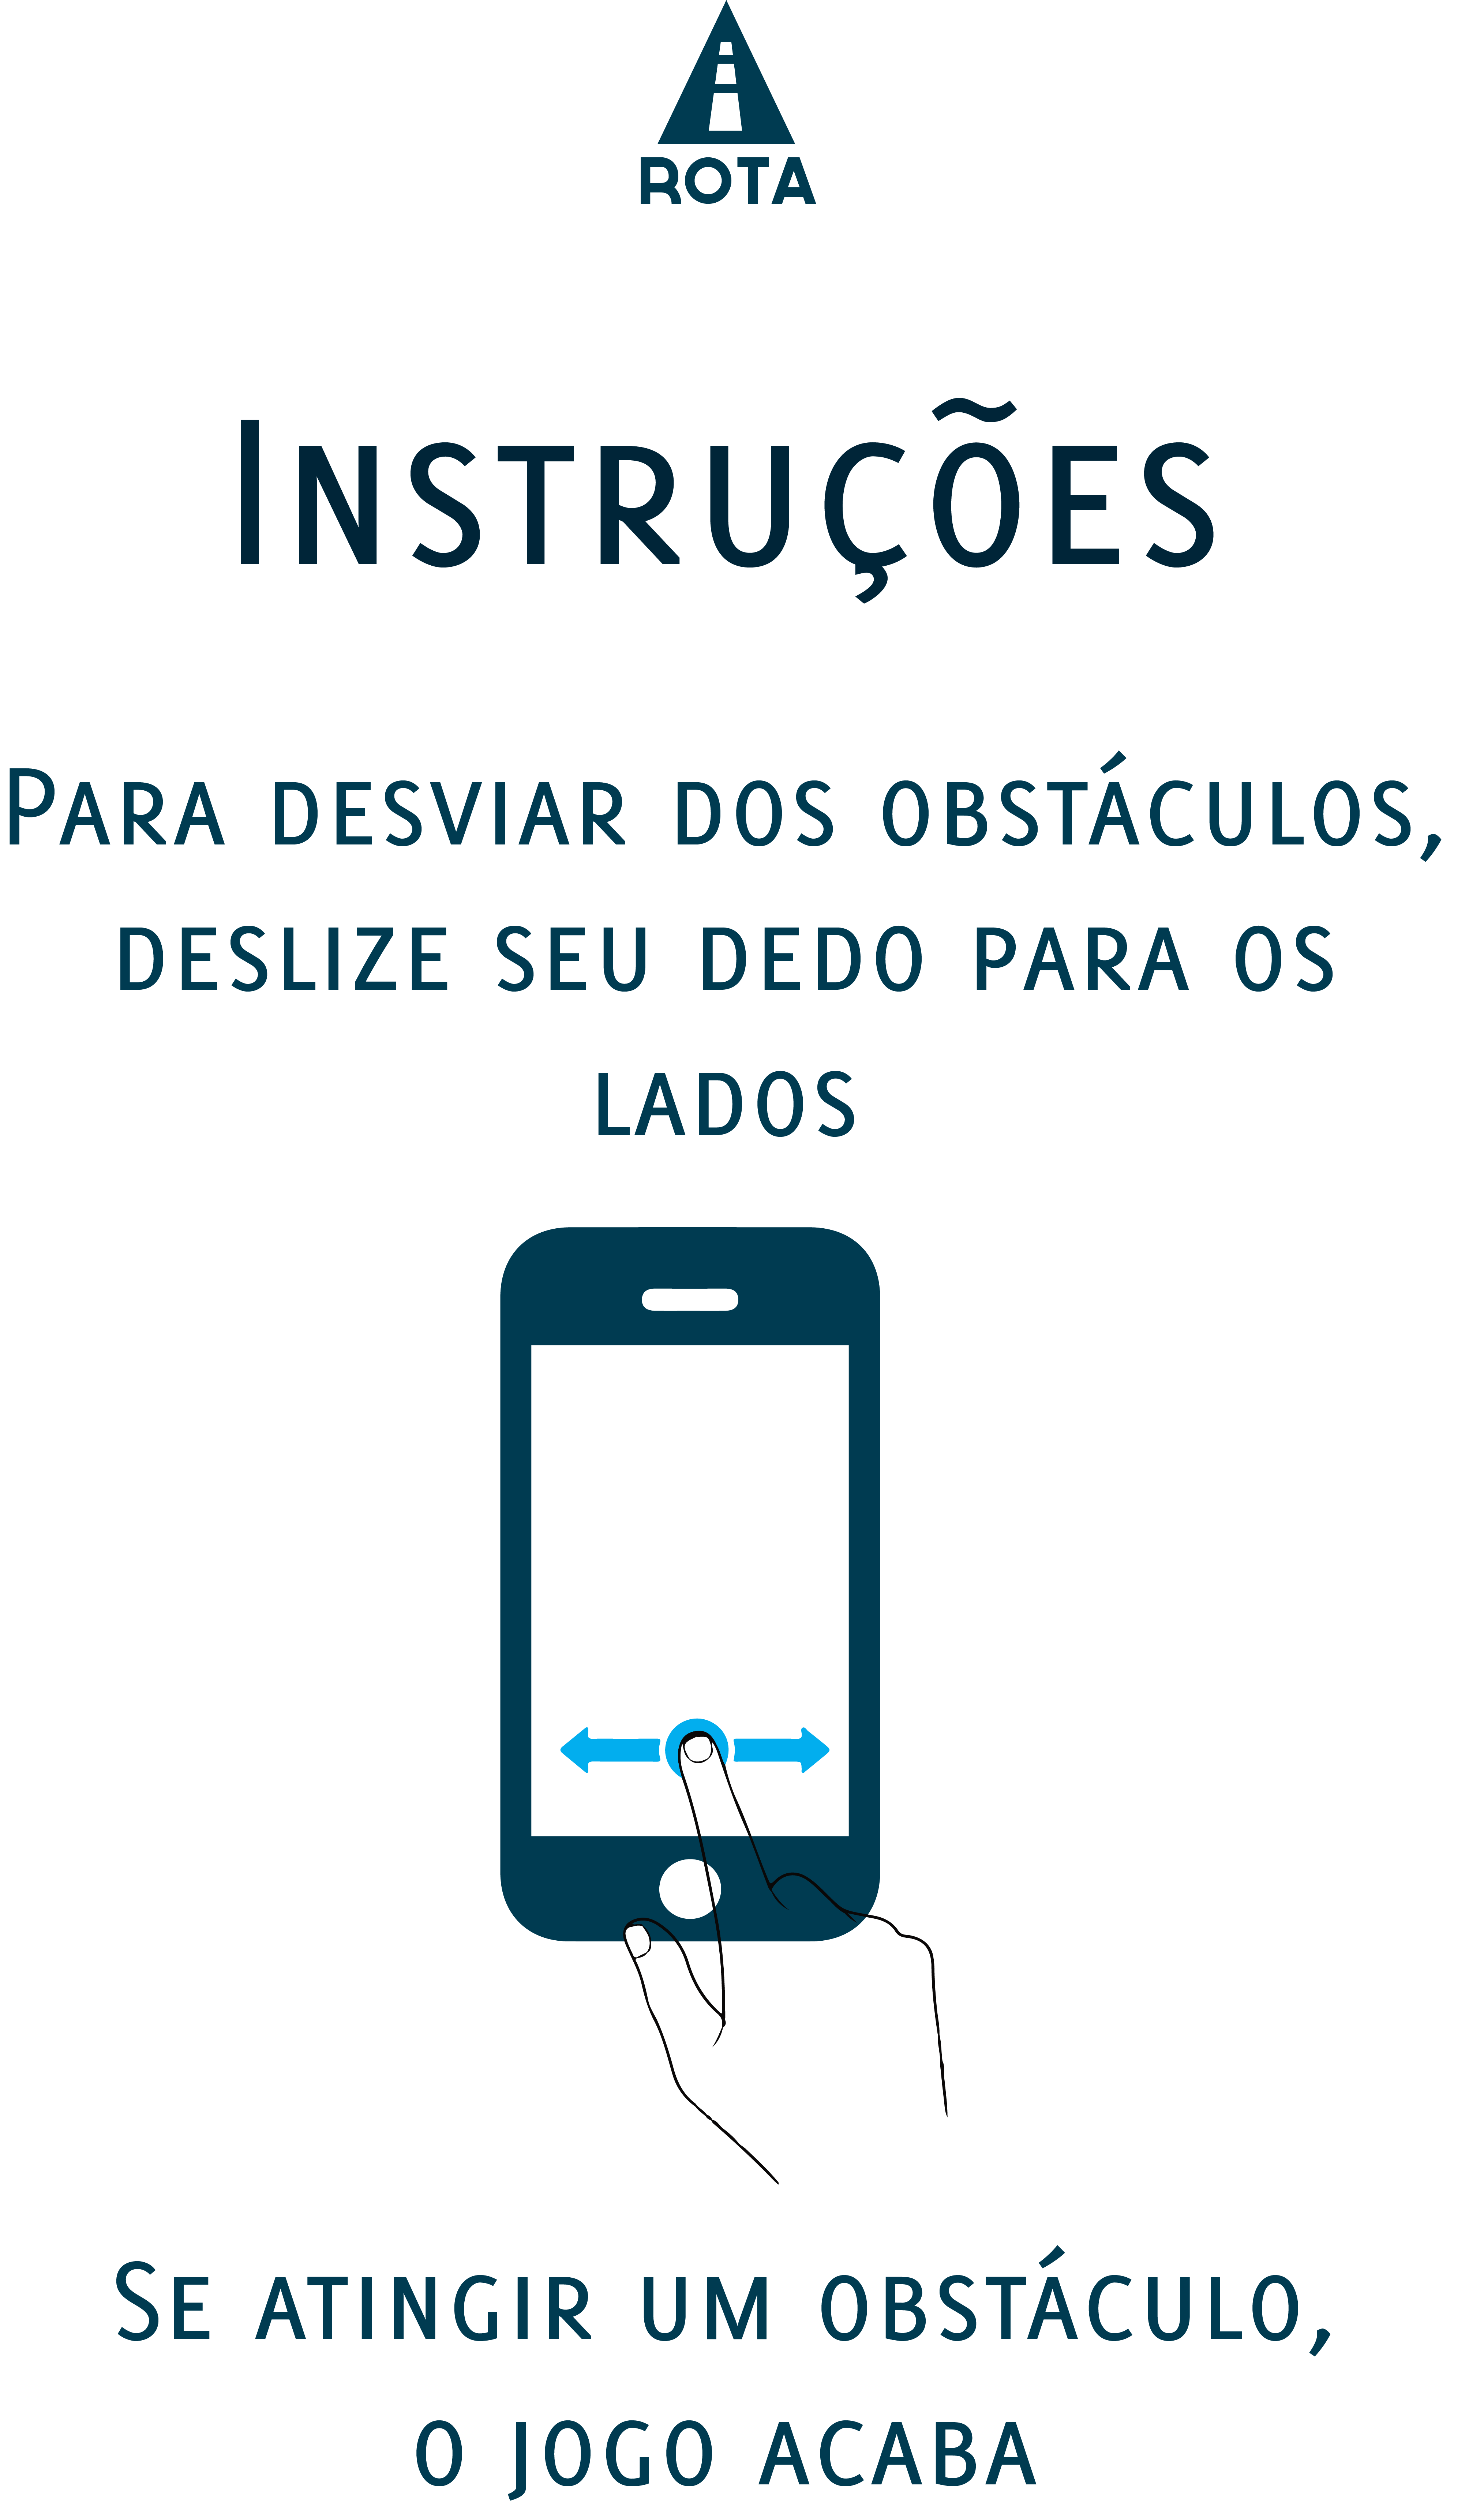 ROTA
INSTRUÇÕES
PARA DESVIAR DOS OBSTÁCULOS,
DESLIZE SEU DEDO PARA OS
LADOS
SE ATINGIR UM OBSTÁCULO,
O JOGO ACABA